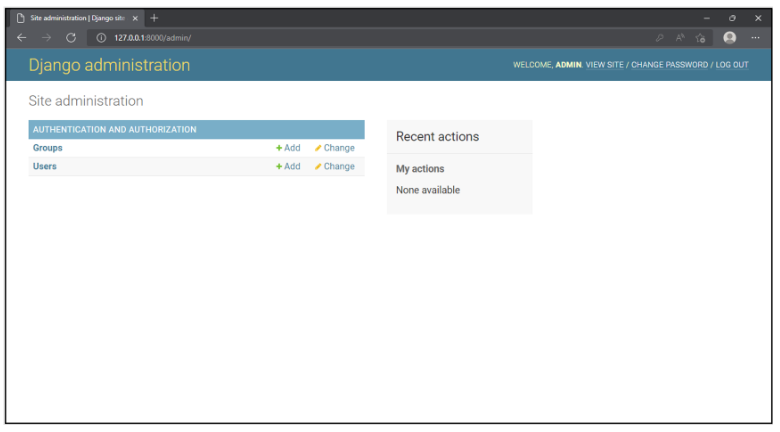 Site administration | Django site
127.0.0.1:8000/admin/
Django administration
WELCOME, ADMIN. VIEW SITE / CHANGE PASSWORD / LOG OUT
Site administration
AUTHENTICATION AND AUTHORIZATION
Groups + Add Change
Users + Add Change
Recent actions
My actions
None available